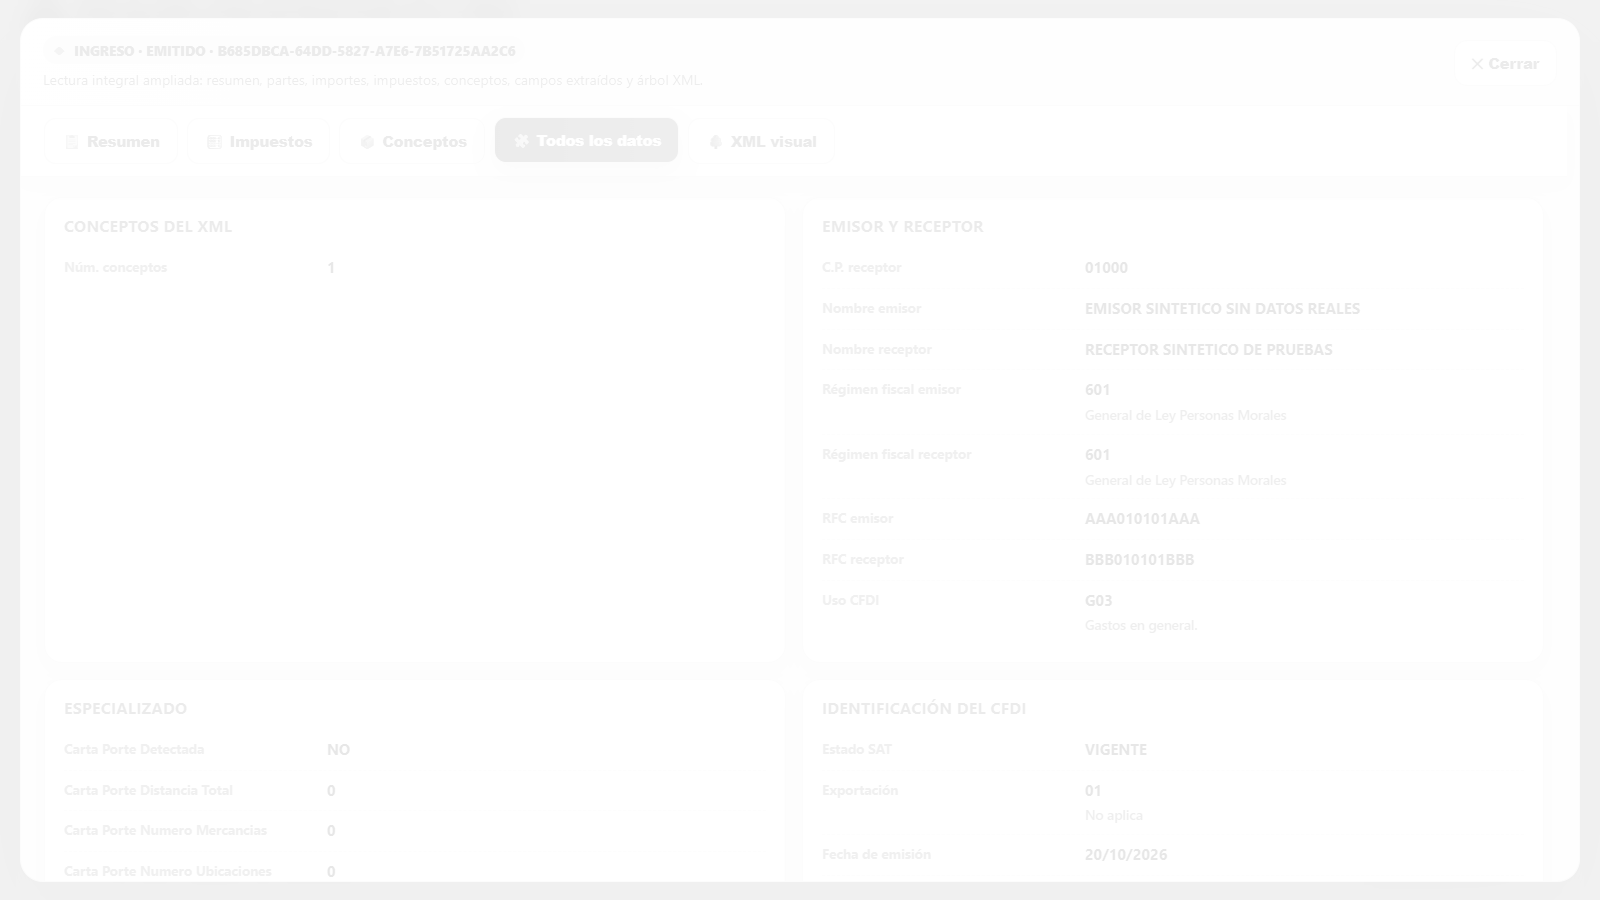 INGRESO · EMITIDO · B685DBCA-64DD-5827-A7E6-7B51725AA2C6
Lectura integral ampliada: resumen, partes, importes, impuestos, conceptos, campos extraídos y árbol XML.
× Cerrar
Resumen
Impuestos
Conceptos
Todos los datos
XML visual
CONCEPTOS DEL XML
Núm. conceptos 1
EMISOR Y RECEPTOR
C.P. receptor 01000
Nombre emisor EMISOR SINTETICO SIN DATOS REALES
Nombre receptor RECEPTOR SINTETICO DE PRUEBAS
Régimen fiscal emisor 601
General de Ley Personas Morales
Régimen fiscal receptor 601
General de Ley Personas Morales
RFC emisor AAA010101AAA
RFC receptor BBB010101BBB
Uso CFDI G03
Gastos en general.
ESPECIALIZADO
Carta Porte Detectada NO
Carta Porte Distancia Total 0
Carta Porte Numero Mercancias 0
Carta Porte Numero Ubicaciones 0
IDENTIFICACIÓN DEL CFDI
Estado SAT VIGENTE
Exportación 01
No aplica
Fecha de emisión 20/10/2026